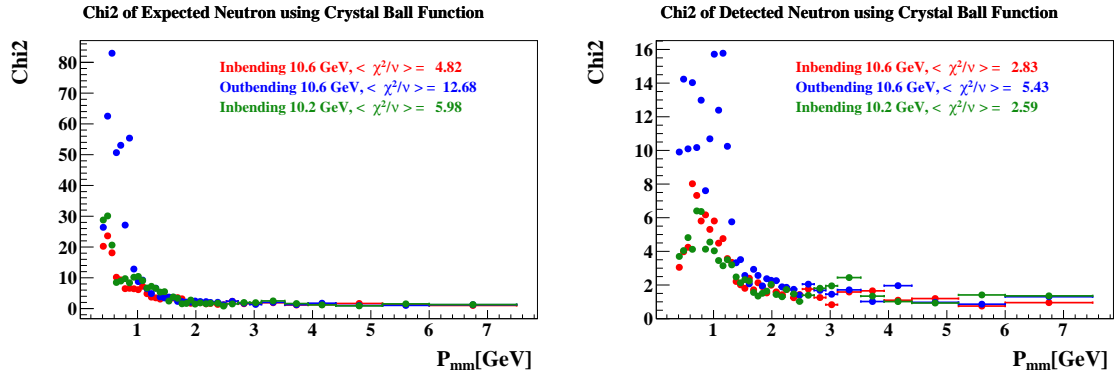 Chi2 of Expected Neutron using Crystal Ball Function
Chi2
Inbending 10.6 GeV, < χ²/ν > = 4.82
Outbending 10.6 GeV, < χ²/ν > = 12.68
Inbending 10.2 GeV, < χ²/ν > = 5.98
80
70
60
50
40
30
20
10
0
1 2 3 4 5 6 7
P_mm[GeV]
Chi2 of Detected Neutron using Crystal Ball Function
Chi2
Inbending 10.6 GeV, < χ²/ν > = 2.83
Outbending 10.6 GeV, < χ²/ν > = 5.43
Inbending 10.2 GeV, < χ²/ν > = 2.59
16
14
12
10
8
6
4
2
0
1 2 3 4 5 6 7
P_mm[GeV]